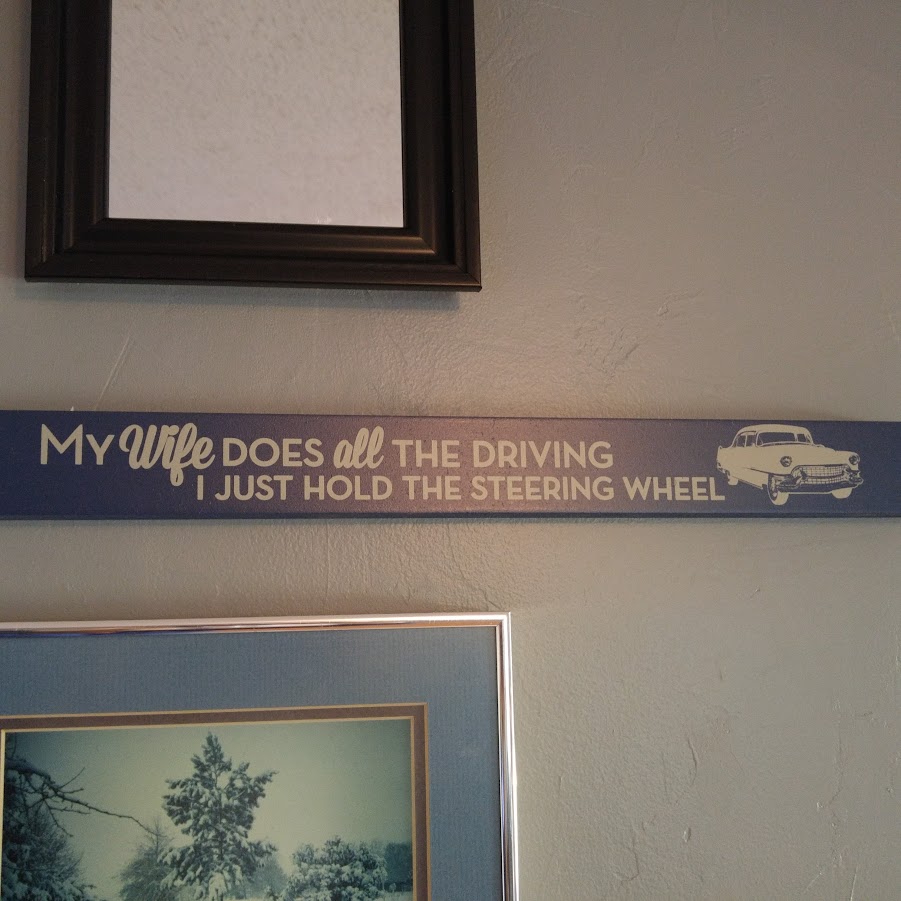 My Wife DOES all THE DRIVING
I JUST HOLD THE STEERING WHEEL